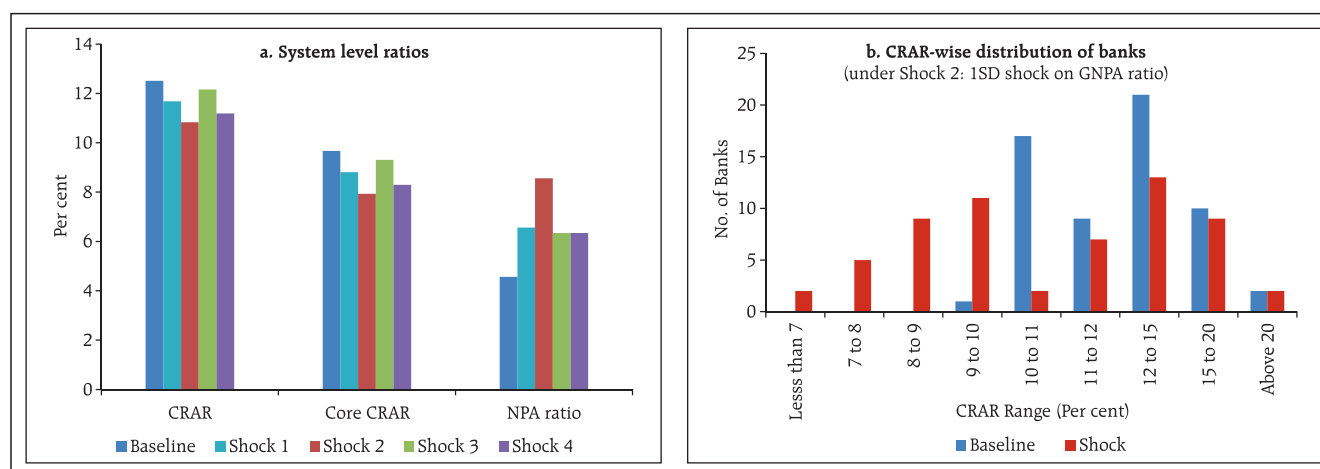 a. System level ratios
14
12
10
8
6
4
2
0
Per cent
CRAR Core CRAR NPA ratio
Baseline Shock 1 Shock 2 Shock 3 Shock 4
b. CRAR-wise distribution of banks
(under Shock 2: 1SD shock on GNPA ratio)
25
20
15
10
5
0
No. of Banks
Lesss than 7
7 to 8
8 to 9
9 to 10
10 to 11
11 to 12
12 to 15
15 to 20
Above 20
CRAR Range (Per cent)
Baseline Shock